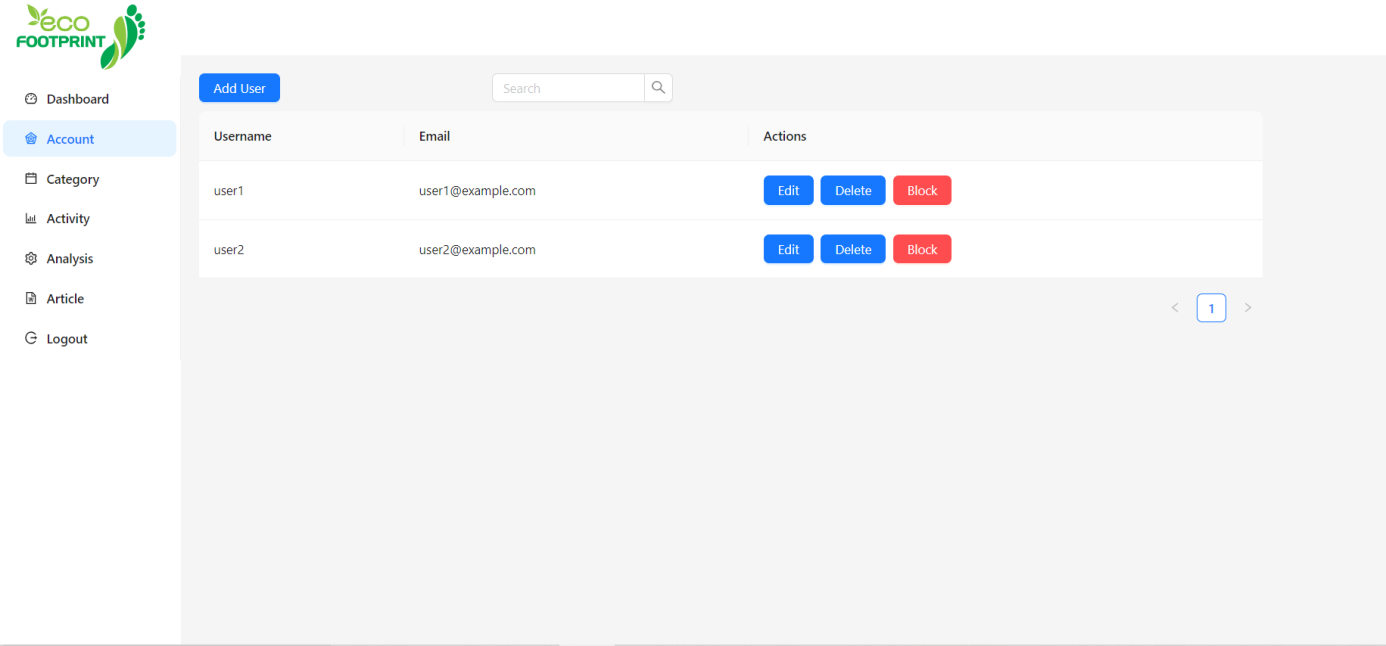 eco
FOOTPRINT
Dashboard
Account
Category
Activity
Analysis
Article
Logout
Add User
Search
Username Email Actions
user1 user1@example.com Edit Delete Block
user2 user2@example.com Edit Delete Block
< 1 >